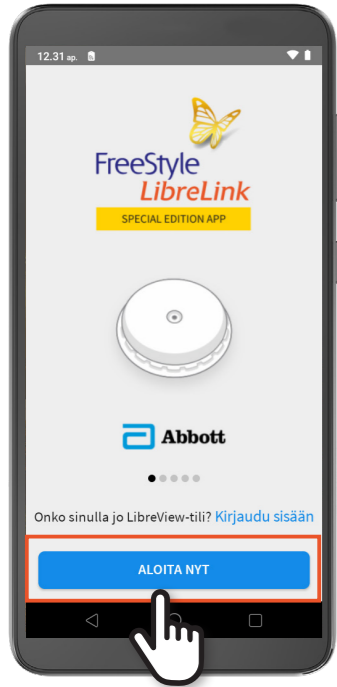 12.31 ap.
FreeStyle
LibreLink
SPECIAL EDITION APP
Abbott
Onko sinulla jo LibreView-tili? Kirjaudu sisään
ALOITA NYT